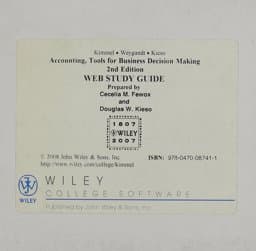 Kimmel • Weygandt • Kieso
Accounting, Tools for Business Decision Making
2nd Edition
WEB STUDY GUIDE
Prepared by
Cecelia M. Fewox
and
Douglas W. Kieso
1807
WILEY
2007
© 2008 John Wiley & Sons, Inc. ISBN: 978-0470-08741-1
http://www.wiley.com/college/kimmel
WILEY
COLLEGE SOFTWARE
WILEY
Published by John Wiley & Sons, Inc.